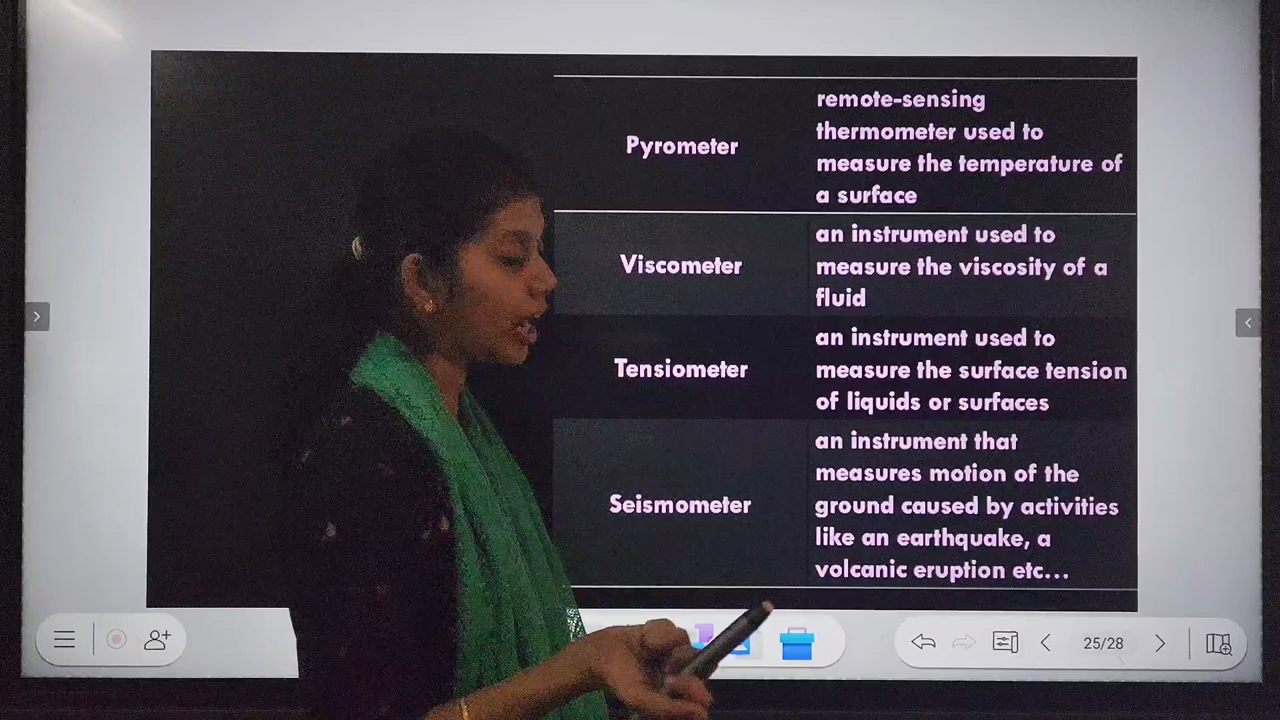 Pyrometer
remote-sensing
thermometer used to
measure the temperature of
a surface
Viscometer
an instrument used to
measure the viscosity of a
fluid
Tensiometer
an instrument used to
measure the surface tension
of liquids or surfaces
Seismometer
an instrument that
measures motion of the
ground caused by activities
like an earthquake, a
volcanic eruption etc...
25/28